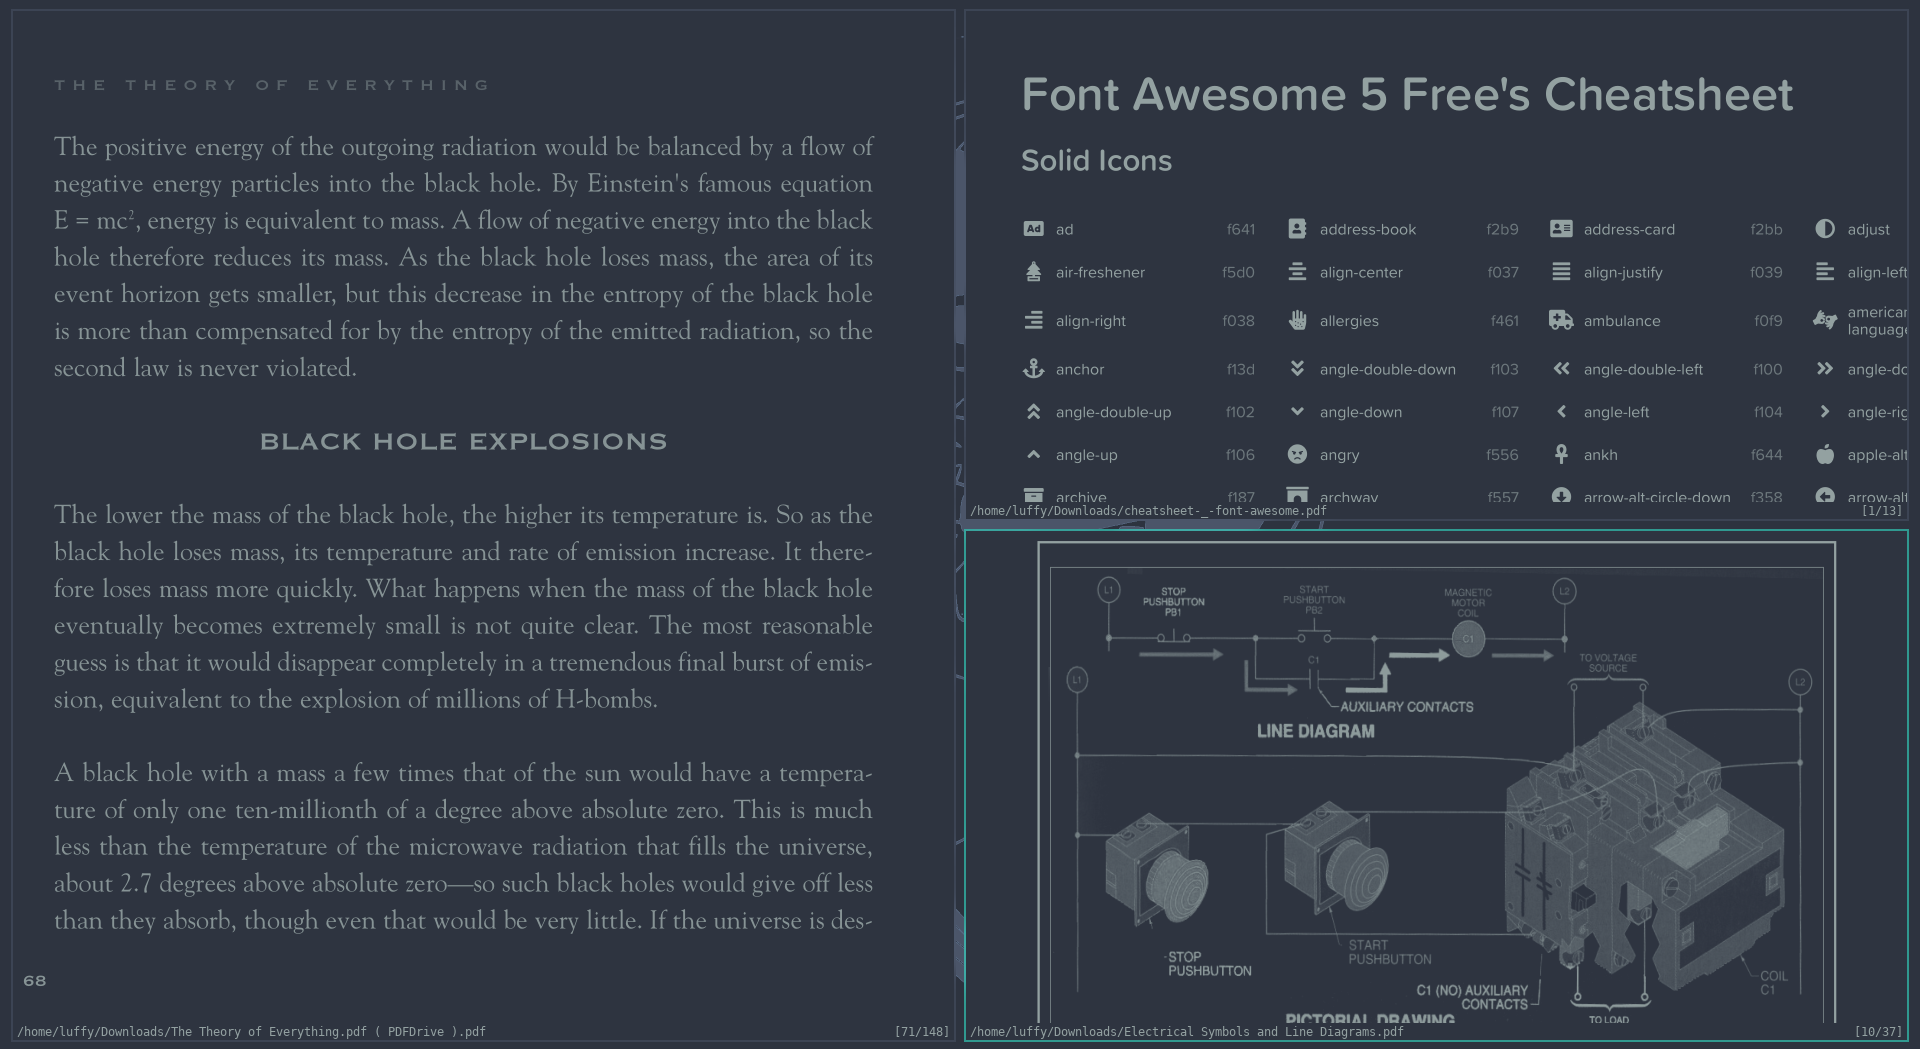 THE THEORY OF EVERYTHING
The positive energy of the outgoing radiation would be balanced by a flow of
negative energy particles into the black hole. By Einstein's famous equation
E = mc², energy is equivalent to mass. A flow of negative energy into the black
hole therefore reduces its mass. As the black hole loses mass, the area of its
event horizon gets smaller, but this decrease in the entropy of the black hole
is more than compensated for by the entropy of the emitted radiation, so the
second law is never violated.
BLACK HOLE EXPLOSIONS
The lower the mass of the black hole, the higher its temperature is. So as the
black hole loses mass, its temperature and rate of emission increase. It there-
fore loses mass more quickly. What happens when the mass of the black hole
eventually becomes extremely small is not quite clear. The most reasonable
guess is that it would disappear completely in a tremendous final burst of emis-
sion, equivalent to the explosion of millions of H-bombs.
A black hole with a mass a few times that of the sun would have a tempera-
ture of only one ten-millionth of a degree above absolute zero. This is much
less than the temperature of the microwave radiation that fills the universe,
about 2.7 degrees above absolute zero—so such black holes would give off less
than they absorb, though even that would be very little. If the universe is des-
68
/home/luffy/Downloads/The Theory of Everything.pdf ( PDFDrive ).pdf [71/148]
Font Awesome 5 Free's Cheatsheet
Solid Icons
Ad ad f641 address-book f2b9 address-card f2bb adjust
air-freshener f5d0 align-center f037 align-justify f039 align-left
align-right f038 allergies f461 ambulance f0f9 american
language
anchor f13d angle-double-down f103 angle-double-left f100 angle-do
angle-double-up f102 angle-down f107 angle-left f104 angle-rig
angle-up f106 angry f556 ankh f644 apple-alt
archive f187 archway f557 arrow-alt-circle-down f358 arrow-alt
/home/luffy/Downloads/cheatsheet-_-font-awesome.pdf [1/13]
L1
STOP
PUSHBUTTON
PB1
START
PUSHBUTTON
PB2
MAGNETIC
MOTOR
COIL
C1
L2
C1
TO VOLTAGE
SOURCE
L1
L2
AUXILIARY CONTACTS
LINE DIAGRAM
STOP
PUSHBUTTON
START
PUSHBUTTON
C1 (NO) AUXILIARY
CONTACTS
COIL
C1
TO LOAD
PICTORIAL DRAWING
/home/luffy/Downloads/Electrical Symbols and Line Diagrams.pdf [10/37]